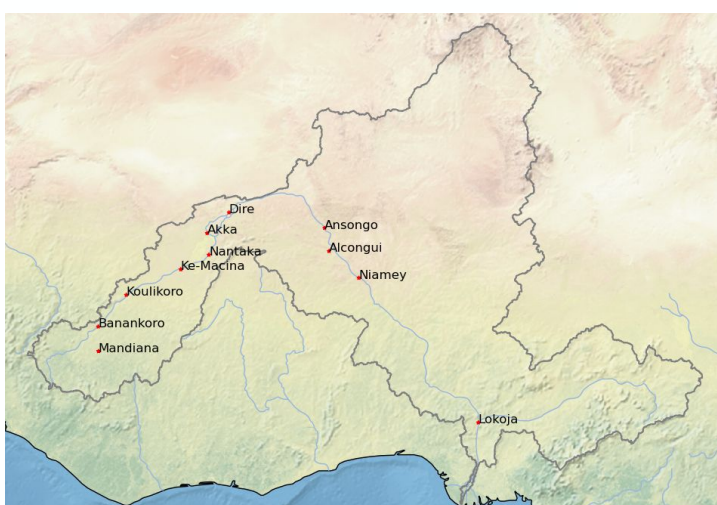 Dire
Ansongo
Akka
Alcongui
Nantaka
Ke-Macina
Niamey
Koulikoro
Banankoro
Mandiana
Lokoja